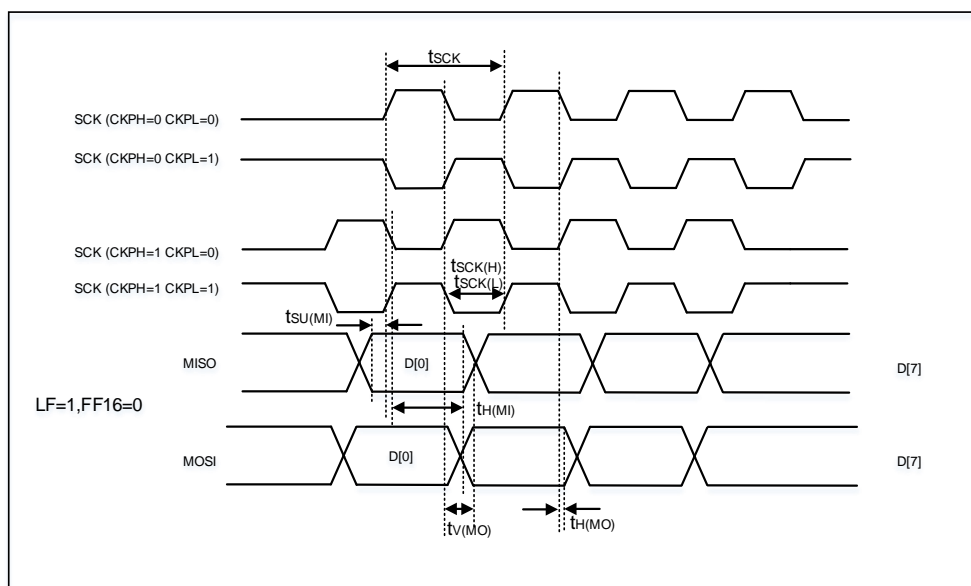 tSCK
SCK (CKPH=0 CKPL=0)
SCK (CKPH=0 CKPL=1)
SCK (CKPH=1 CKPL=0)
tSCK(H)
tSCK(L)
SCK (CKPH=1 CKPL=1)
tSU(MI)
MISO
D[0]
D[7]
LF=1,FF16=0
tH(MI)
MOSI
D[0]
D[7]
tV(MO)
tH(MO)